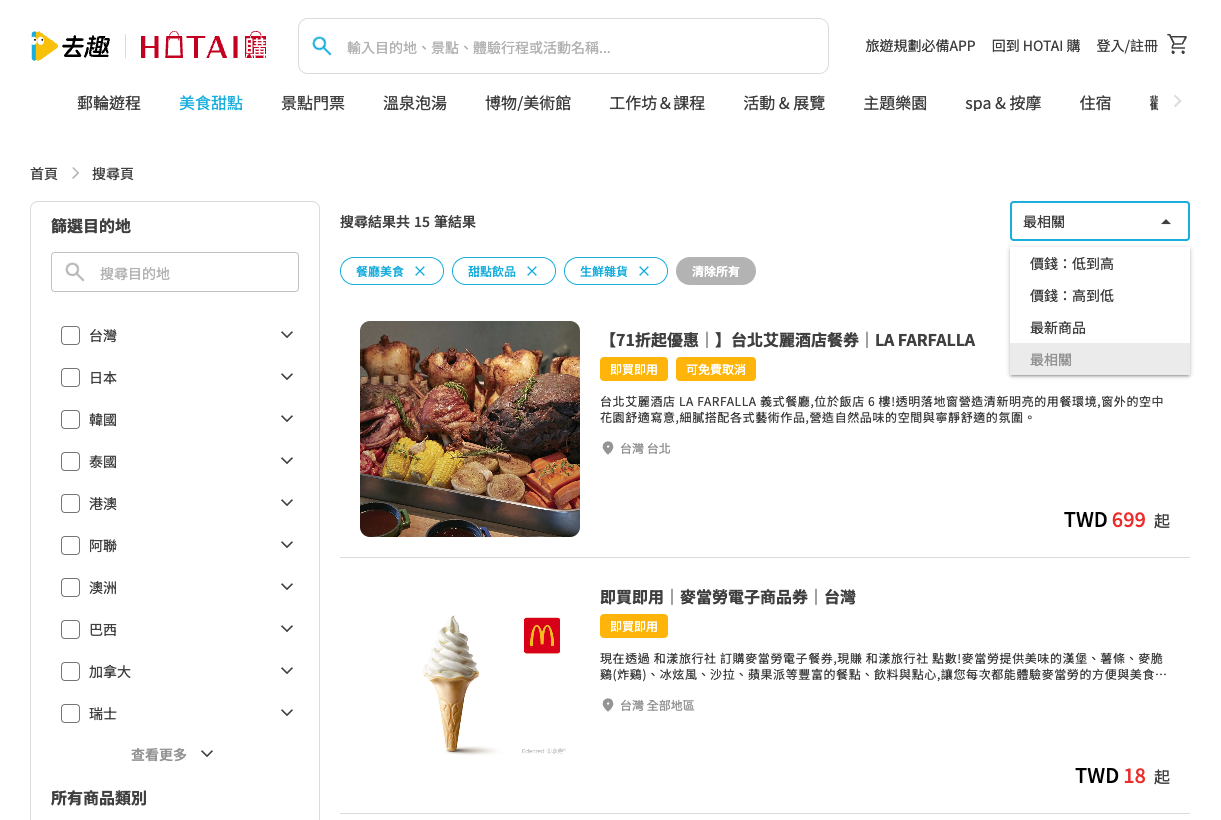 去趣
HOTAI購
輸入目的地、景點、體驗行程或活動名稱...
旅遊規劃必備APP
回到 HOTAI 購
登入/註冊
郵輪遊程
美食甜點
景點門票
溫泉泡湯
博物/美術館
工作坊＆課程
活動 & 展覽
主題樂園
spa & 按摩
住宿
首頁
搜尋頁
篩選目的地
搜尋目的地
台灣
日本
韓國
泰國
港澳
阿聯
澳洲
巴西
加拿大
瑞士
查看更多
所有商品類別
搜尋結果共 15 筆結果
最相關
價錢：低到高
價錢：高到低
最新商品
最相關
餐廳美食
甜點飲品
生鮮雜貨
清除所有
【71折起優惠｜】台北艾麗酒店餐券｜LA FARFALLA
即買即用
可免費取消
台北艾麗酒店 LA FARFALLA 義式餐廳,位於飯店 6 樓!透明落地窗營造清新明亮的用餐環境,窗外的空中
花園舒適寫意,細膩搭配各式藝術作品,營造自然品味的空間與寧靜舒適的氛圍。
台灣 台北
TWD 699 起
即買即用｜麥當勞電子商品券｜台灣
即買即用
現在透過 和漾旅行社 訂購麥當勞電子餐券,現賺 和漾旅行社 點數!麥當勞提供美味的漢堡、薯條、麥脆
雞(炸雞)、冰炫風、沙拉、蘋果派等豐富的餐點、飲料與點心,讓您每次都能體驗麥當勞的方便與美食…
台灣 全部地區
Edenred
TWD 18 起